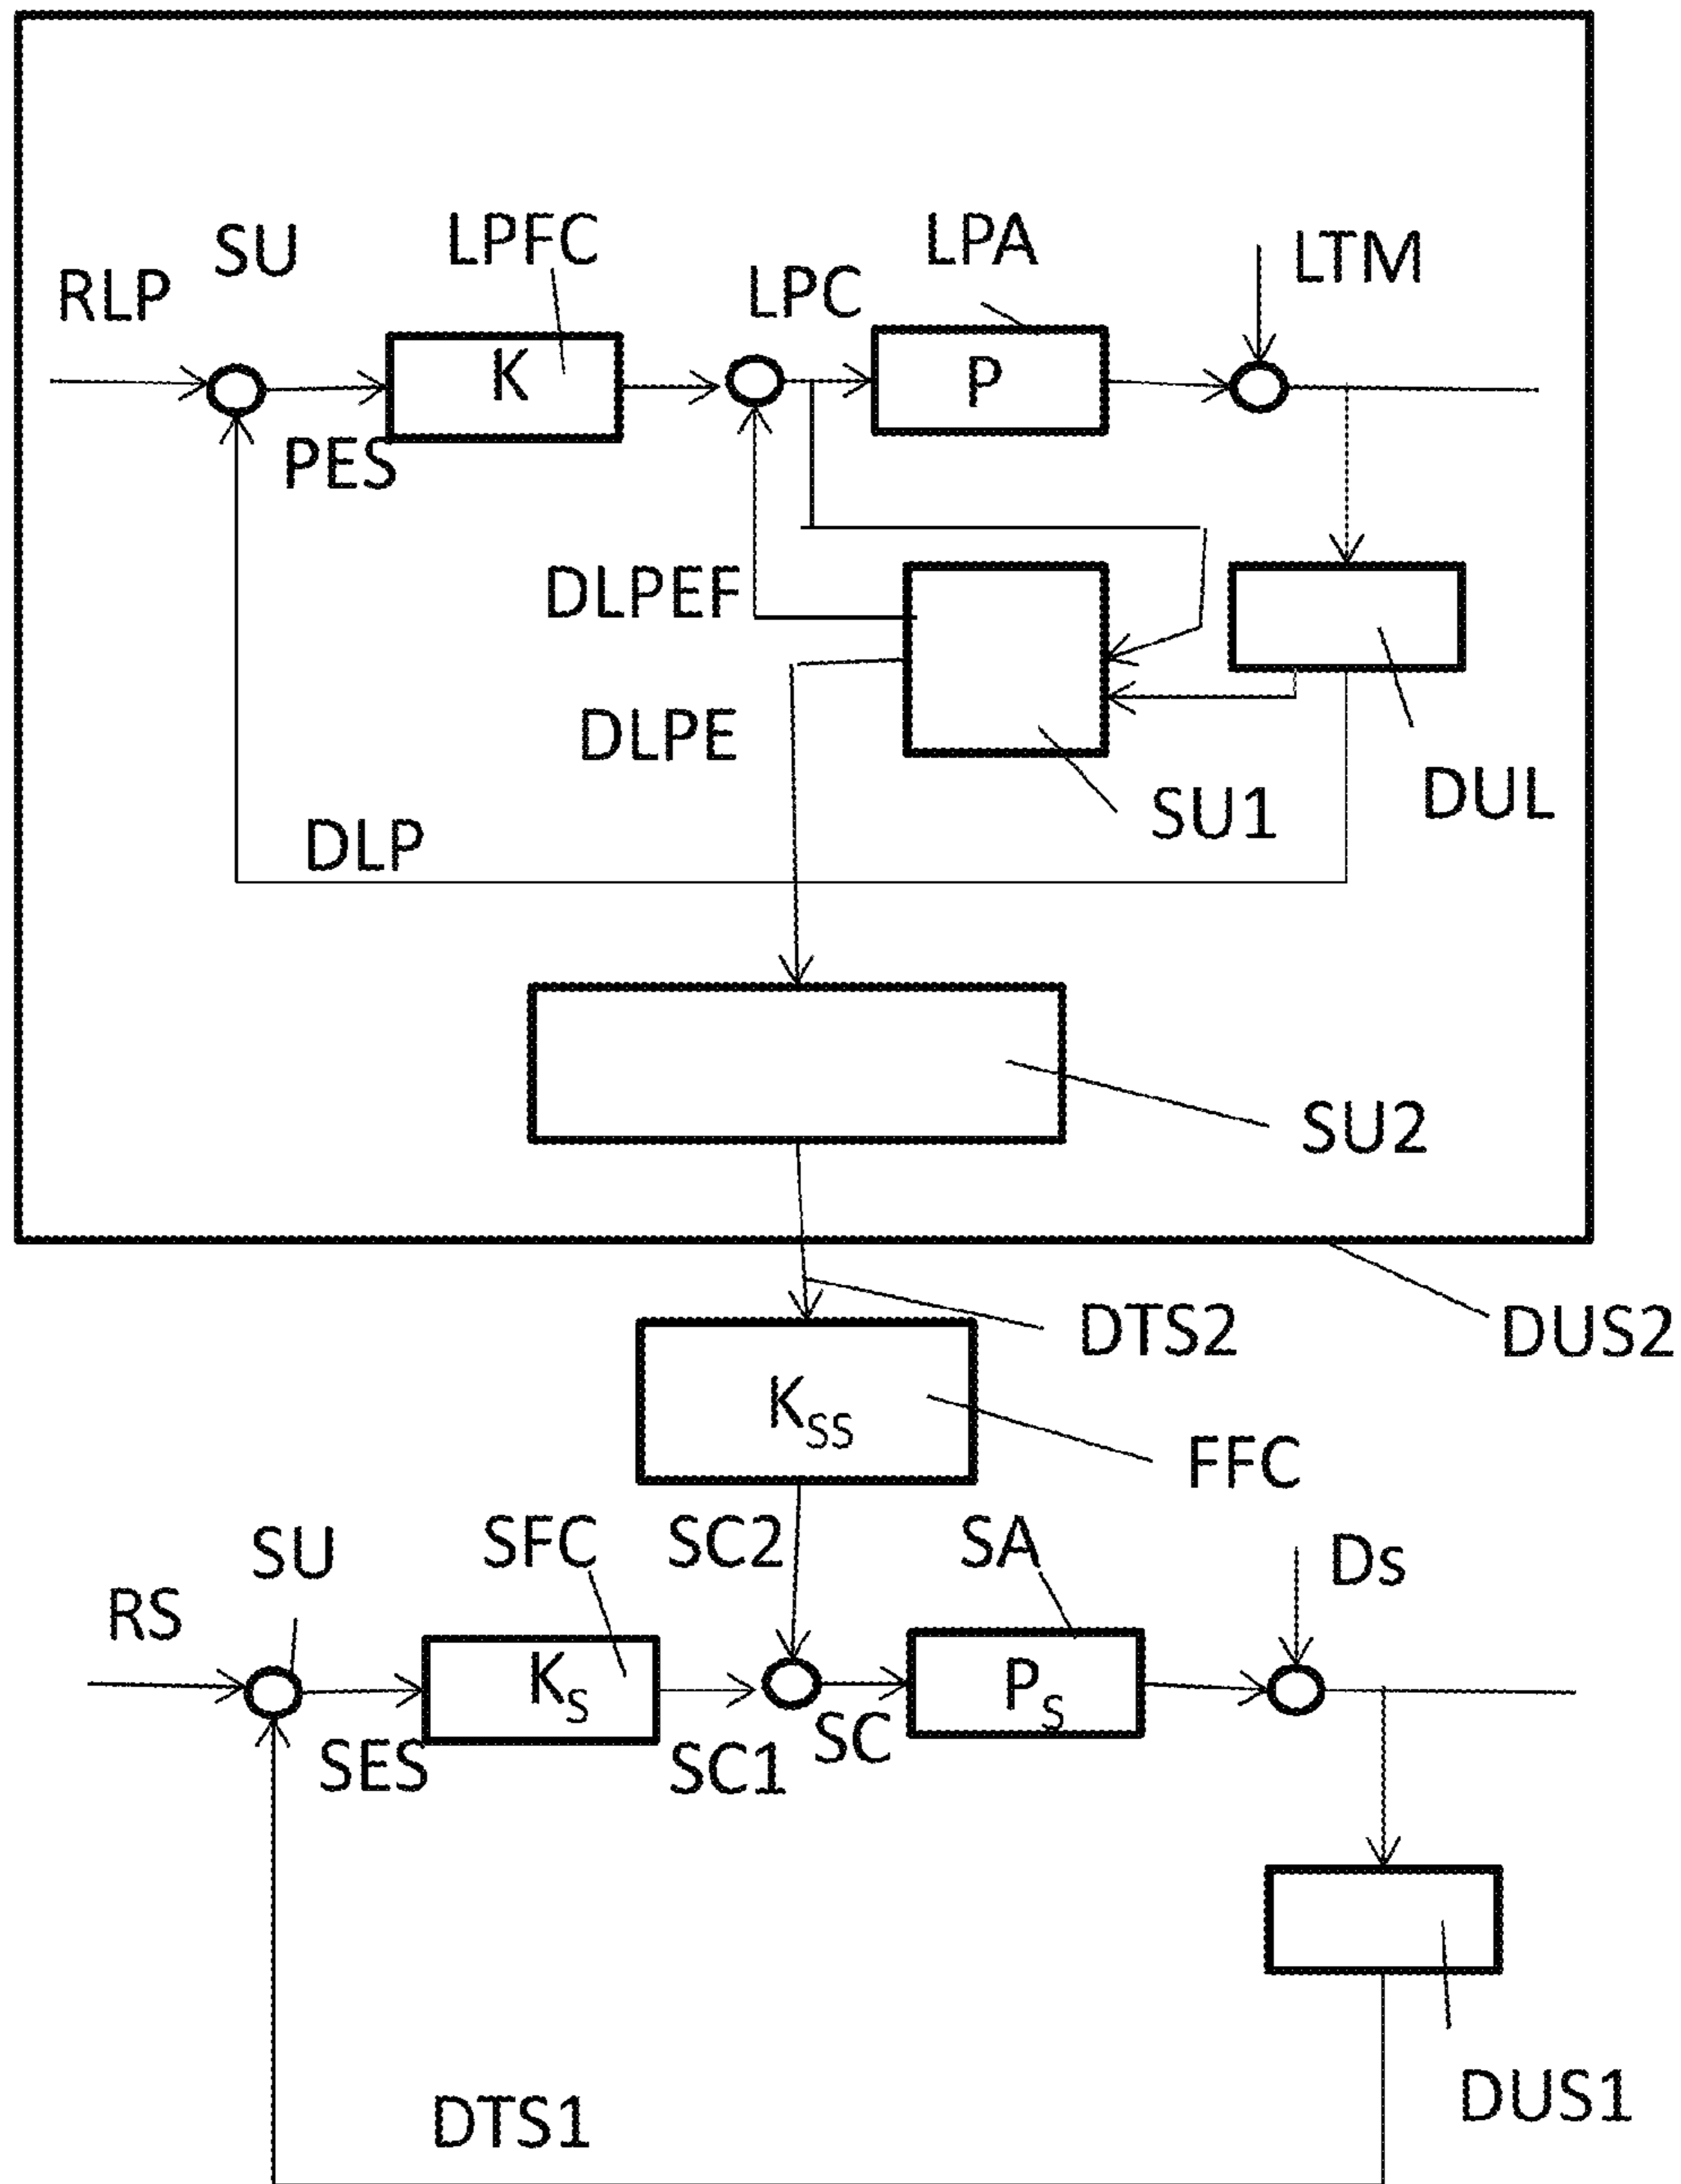 LPFC
LPA
SU
LTM
RLP
LPC
K
P
PES
DLPEF
DLPE
DUL
SU1
DLP
SU2
DTS2
DUS2
KSS
FFC
SU
SFC
SC2
SA
Ds
RS
KS
PS
SES
SC1
SC
DUS1
DTS1